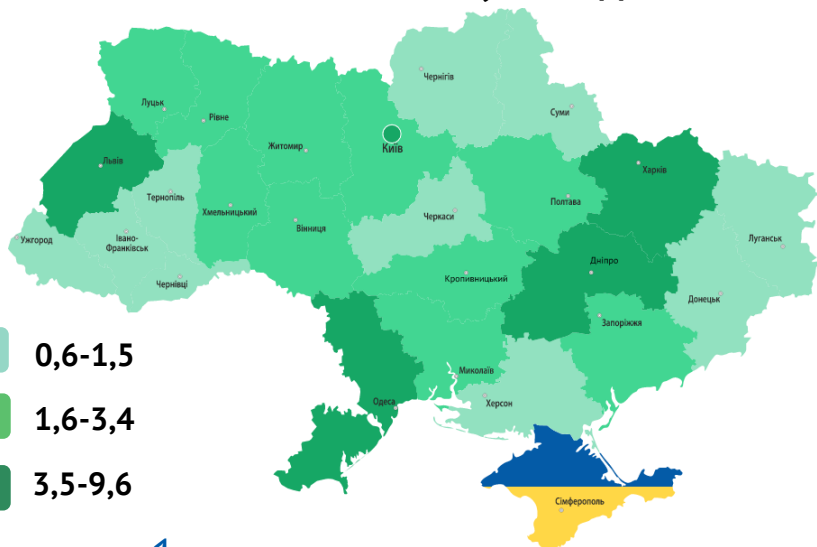 Чернігів
Луцьк
Рівне
Суми
Житомир
Київ
Львів
Харків
Тернопіль
Хмельницький
Полтава
Черкаси
Вінниця
Ужгород
Івано-
Франківськ
Луганськ
Дніпро
Чернівці
Кропивницький
Донецьк
Запоріжжя
0,6-1,5
Миколаїв
Одеса
Херсон
1,6-3,4
3,5-9,6
Сімферополь